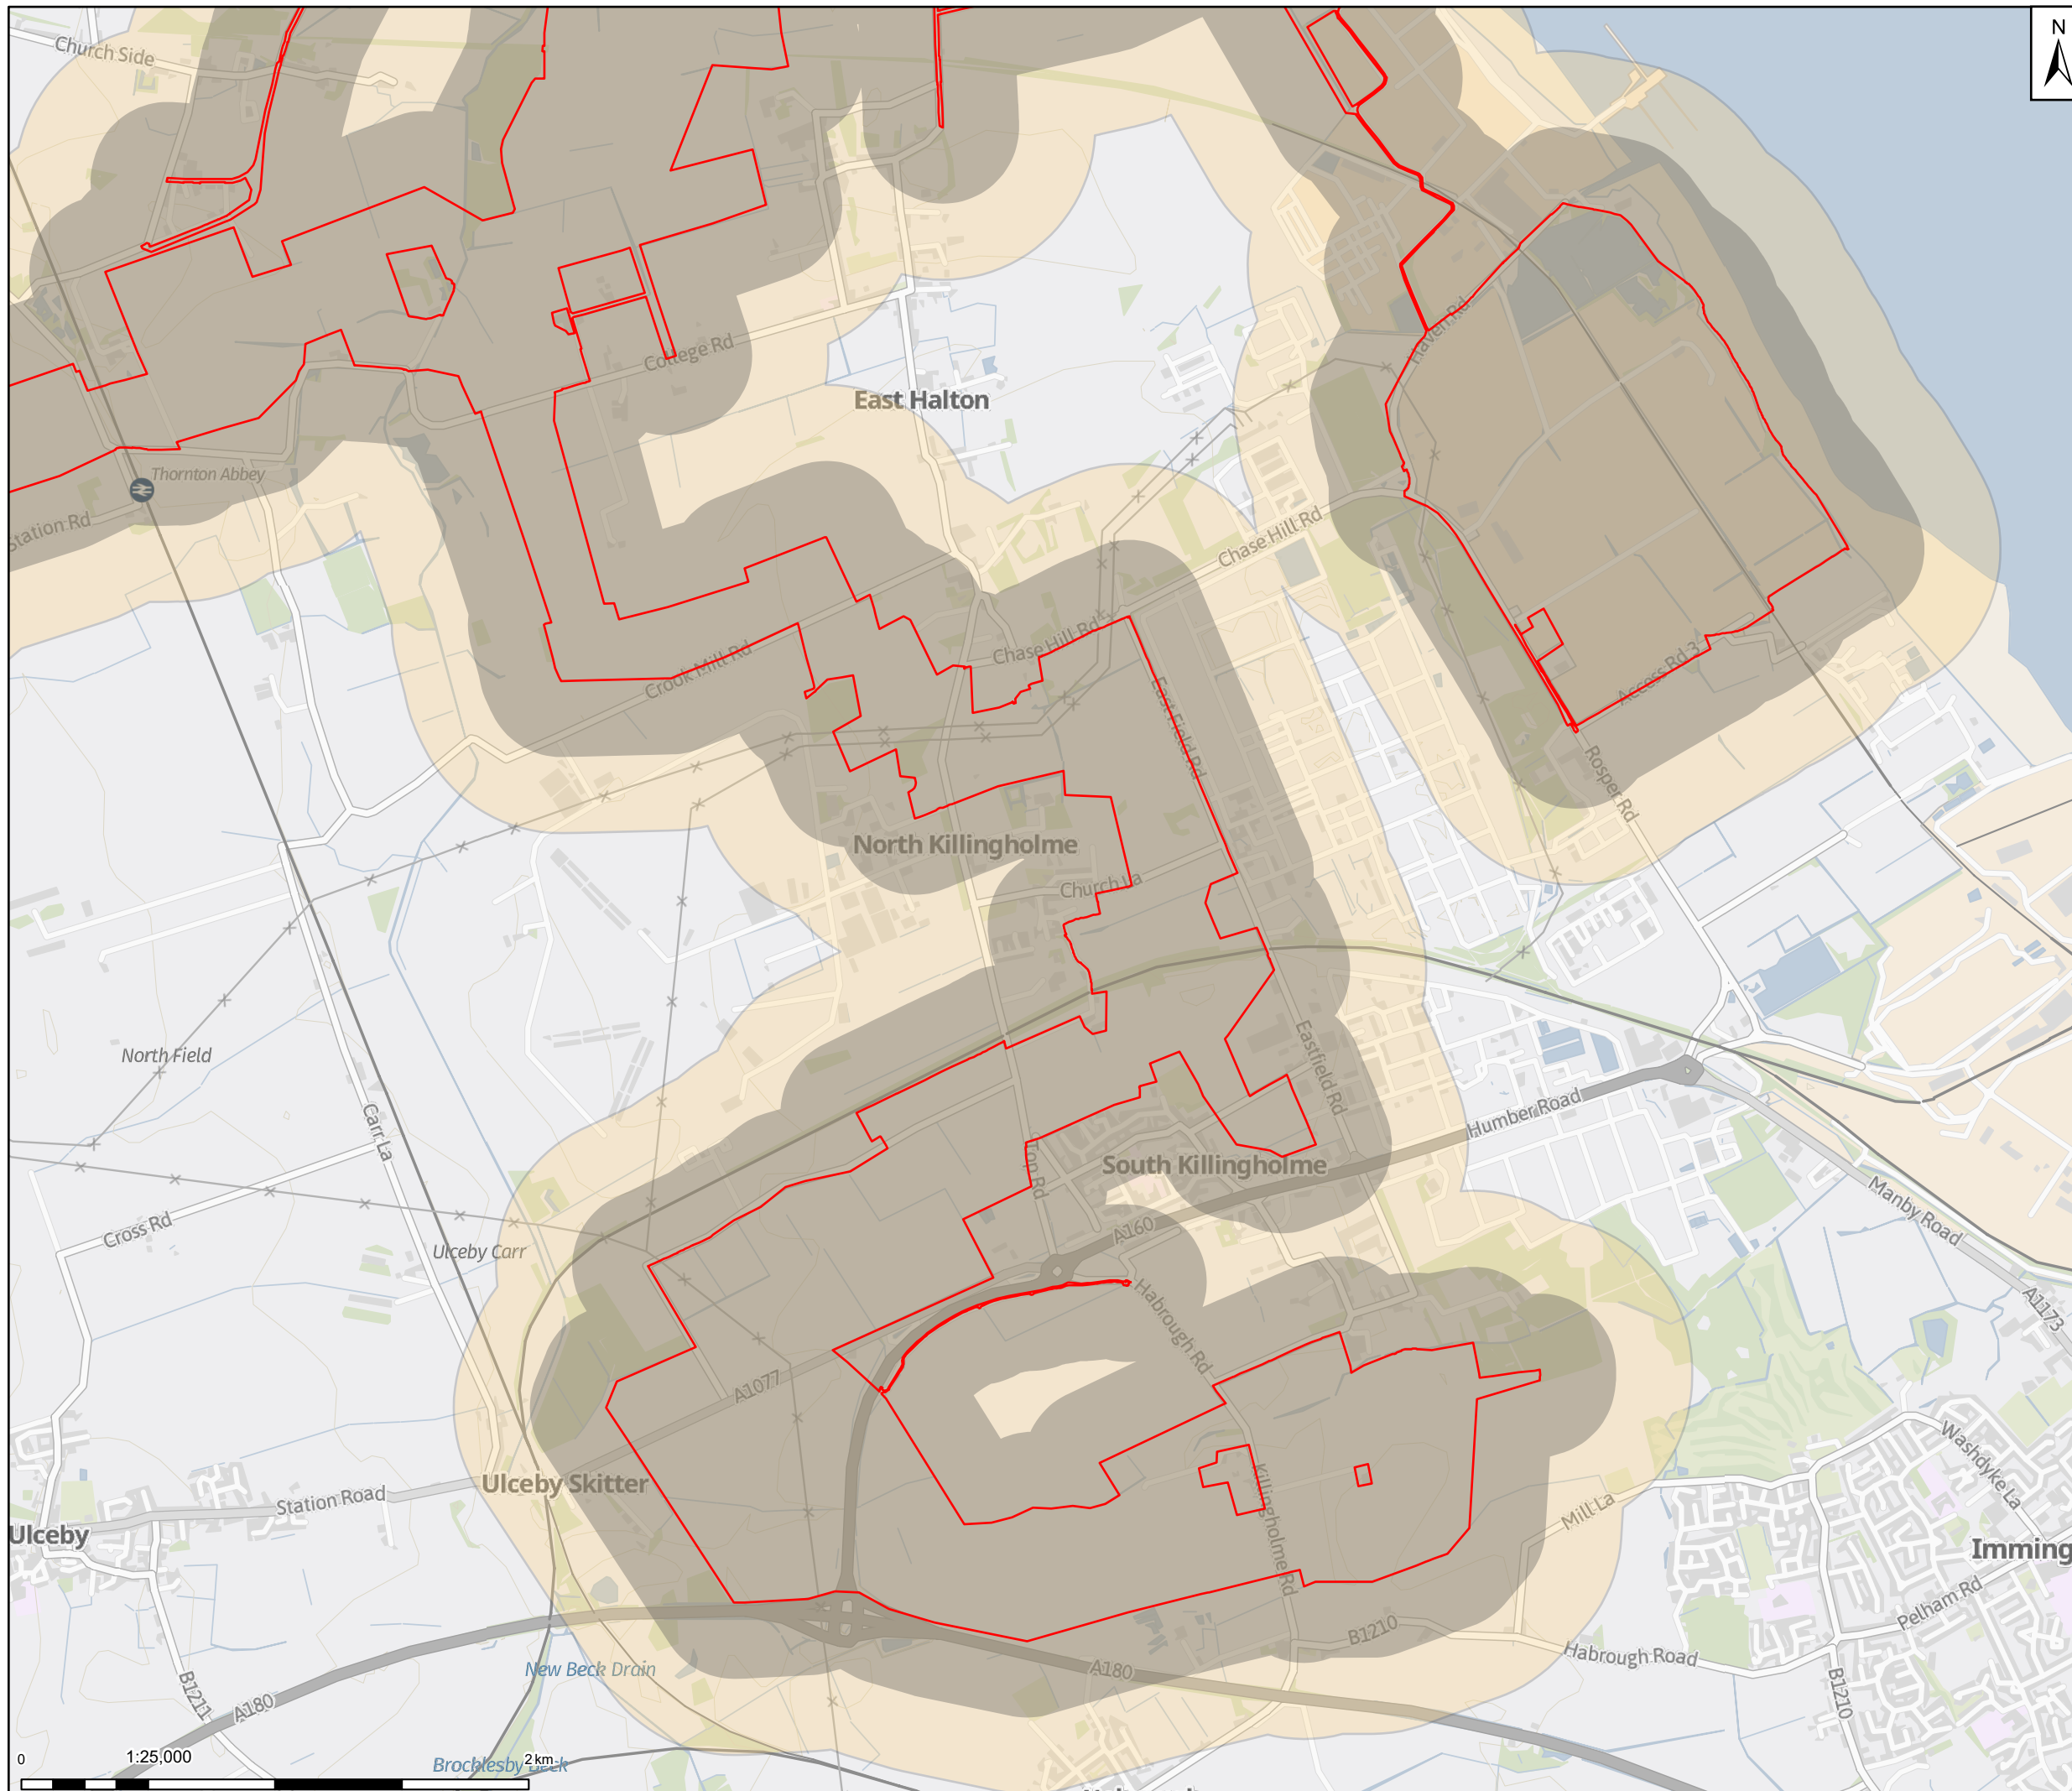 N
Church Side
College Rd
Haven Rd
East Halton
Thornton Abbey
Station Rd
Chase Hill Rd
Chase Hill Rd
Crook Mill Rd
East Field Rd
Access Rd 3
Rosper Rd
North Killingholme
Church La
North Field
Eastfield Rd
Humber Road
Carr La
Top Rd
South Killingholme
Manby Road
Cross Rd
Ulceby Carr
A160
A1173
Habrough Rd
A1077
Washdyke La
Ulceby Skitter
Station Road
Killingholme Rd
Mill La
Ulceby
Imming
Pelham Rd
B1210
Habrough Road
New Beck Drain
A180
B1211
A180
B1210
0
1:25,000
2 km
Brocklesby Beck